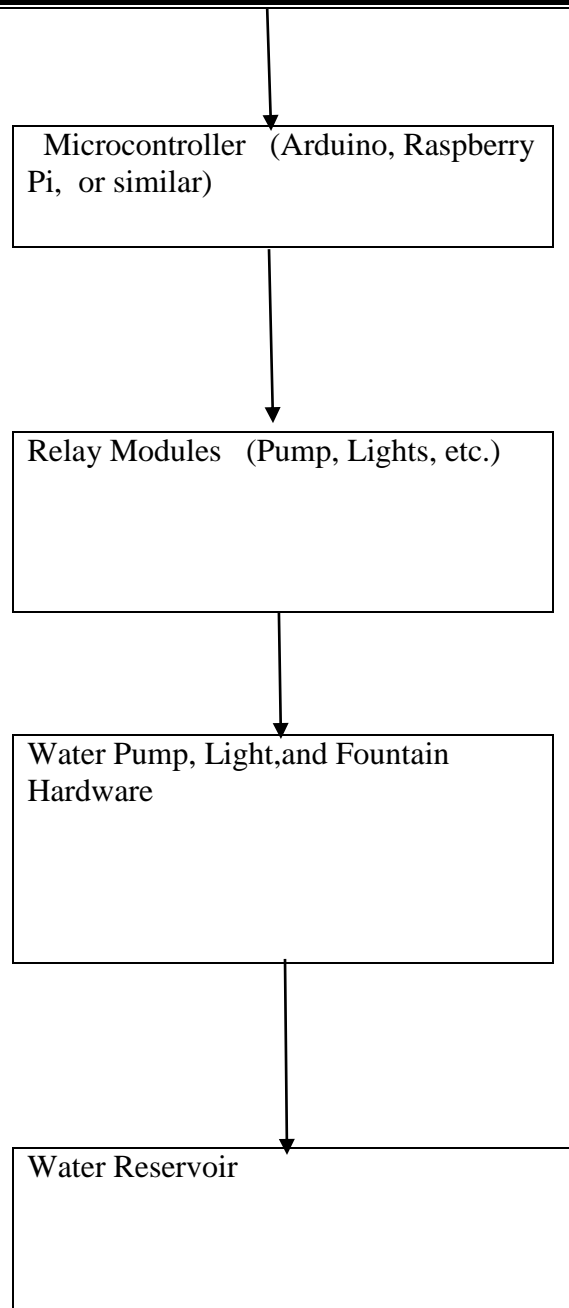 Microcontroller (Arduino, Raspberry
Pi, or similar)
Relay Modules (Pump, Lights, etc.)
Water Pump, Light,and Fountain
Hardware
Water Reservoir